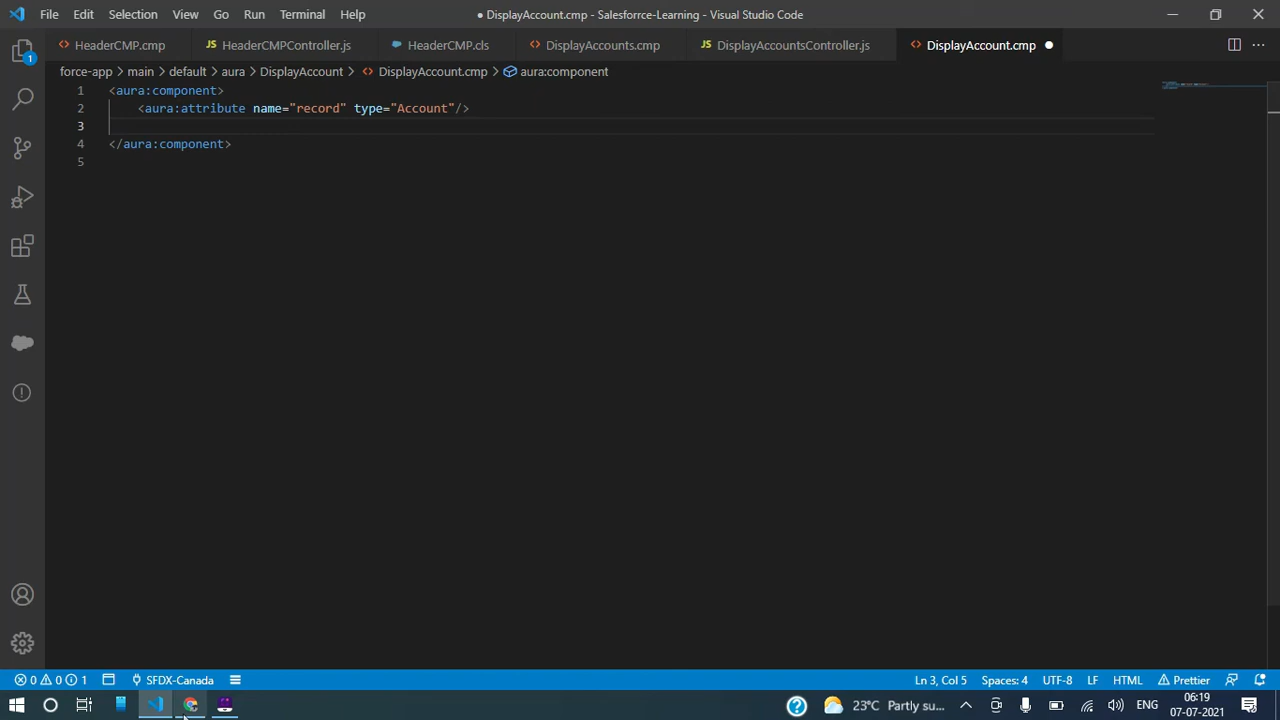 File Edit Selection View Go Run Terminal Help
● DisplayAccount.cmp - Salesforrce-Learning - Visual Studio Code
HeaderCMP.cmp
HeaderCMPController.js
HeaderCMP.cls
DisplayAccounts.cmp
DisplayAccountsController.js
DisplayAccount.cmp
force-app > main > default > aura > DisplayAccount > DisplayAccount.cmp > aura:component
1 <aura:component>
2 <aura:attribute name="record" type="Account"/>
3
4 </aura:component>
5
1
0 0 1
SFDX-Canada
Ln 3, Col 5
Spaces: 4
UTF-8
LF
HTML
Prettier
23°C Partly su...
ENG
06:19
07-07-2021